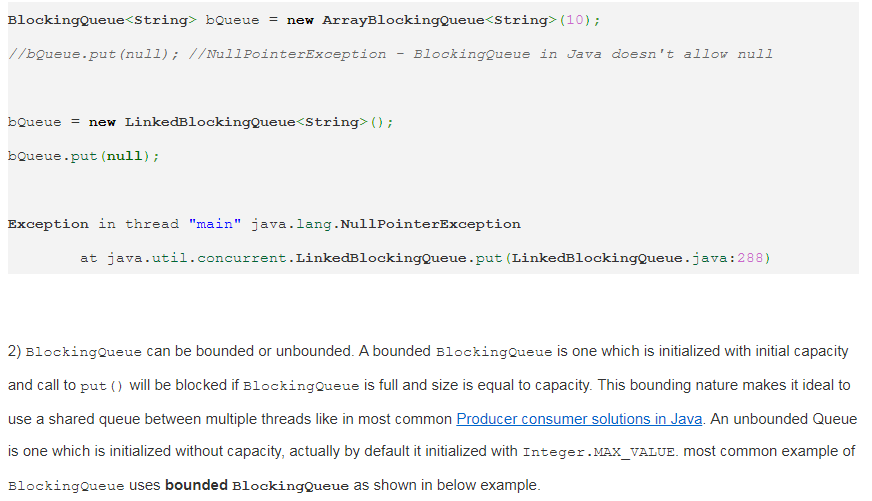 BlockingQueue<String> bQueue = new ArrayBlockingQueue<String>(10);
//bQueue.put(null); //NullPointerException - BlockingQueue in Java doesn't allow null
bQueue = new LinkedBlockingQueue<String>();
bQueue.put(null);
Exception in thread "main" java.lang.NullPointerException
at java.util.concurrent.LinkedBlockingQueue.put(LinkedBlockingQueue.java:288)
2) BlockingQueue can be bounded or unbounded. A bounded BlockingQueue is one which is initialized with initial capacity
and call to put() will be blocked if BlockingQueue is full and size is equal to capacity. This bounding nature makes it ideal to
use a shared queue between multiple threads like in most common Producer consumer solutions in Java. An unbounded Queue
is one which is initialized without capacity, actually by default it initialized with Integer.MAX_VALUE. most common example of
BlockingQueue uses bounded BlockingQueue as shown in below example.